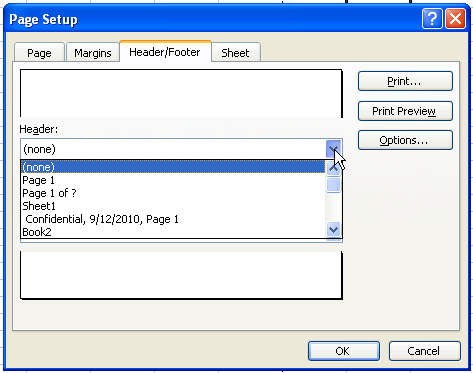 Page Setup
Page
Margins
Header/Footer
Sheet
Print...
Print Preview
Options...
Header:
(none)
(none)
Page 1
Page 1 of ?
Sheet1
Confidential, 9/12/2010, Page 1
Book2
OK
Cancel